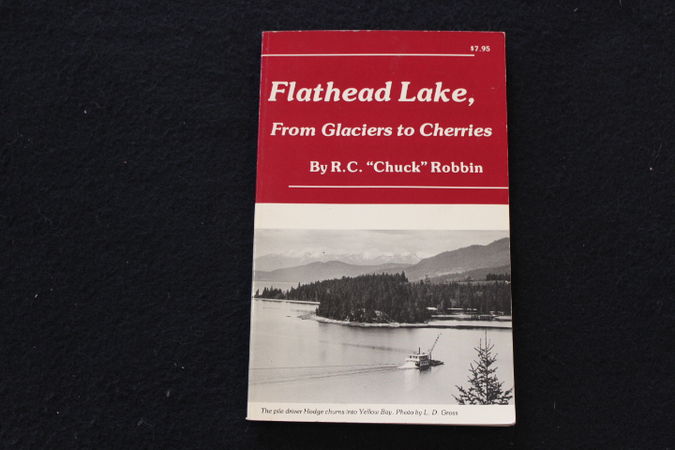 $7.95
Flathead Lake,
From Glaciers to Cherries
By R.C. “Chuck” Robbin
The pile driver Hodge churns into Yellow Bay. Photo by L. D. Gross